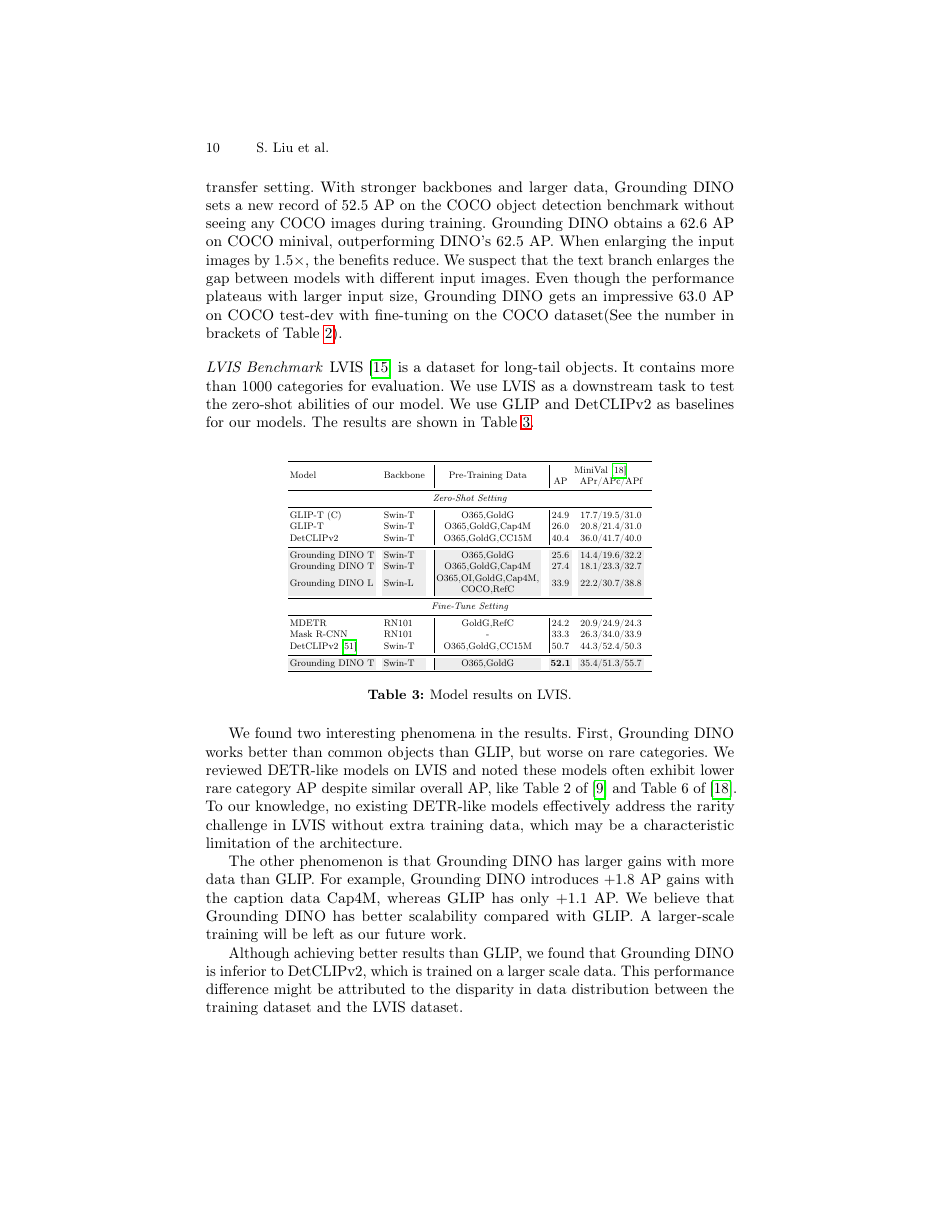 10 S. Liu et al.
transfer setting. With stronger backbones and larger data, Grounding DINO
sets a new record of 52.5 AP on the COCO object detection benchmark without
seeing any COCO images during training. Grounding DINO obtains a 62.6 AP
on COCO minival, outperforming DINO's 62.5 AP. When enlarging the input
images by 1.5×, the benefits reduce. We suspect that the text branch enlarges the
gap between models with different input images. Even though the performance
plateaus with larger input size, Grounding DINO gets an impressive 63.0 AP
on COCO test-dev with fine-tuning on the COCO dataset(See the number in
brackets of Table 2).
LVIS Benchmark LVIS [15] is a dataset for long-tail objects. It contains more
than 1000 categories for evaluation. We use LVIS as a downstream task to test
the zero-shot abilities of our model. We use GLIP and DetCLIPv2 as baselines
for our models. The results are shown in Table 3.
MiniVal [18]
Model Backbone Pre-Training Data
AP APr/APc/APf
Zero-Shot Setting
GLIP-T (C) Swin-T O365,GoldG 24.9 17.7/19.5/31.0
GLIP-T Swin-T O365,GoldG,Cap4M 26.0 20.8/21.4/31.0
DetCLIPv2 Swin-T O365,GoldG,CC15M 40.4 36.0/41.7/40.0
Grounding DINO T Swin-T O365,GoldG 25.6 14.4/19.6/32.2
Grounding DINO T Swin-T O365,GoldG,Cap4M 27.4 18.1/23.3/32.7
O365,OI,GoldG,Cap4M,
Grounding DINO L Swin-L 33.9 22.2/30.7/38.8
COCO,RefC
Fine-Tune Setting
MDETR RN101 GoldG,RefC 24.2 20.9/24.9/24.3
Mask R-CNN RN101 - 33.3 26.3/34.0/33.9
DetCLIPv2 [51] Swin-T O365,GoldG,CC15M 50.7 44.3/52.4/50.3
Grounding DINO T Swin-T O365,GoldG 52.1 35.4/51.3/55.7
Table 3: Model results on LVIS.
We found two interesting phenomena in the results. First, Grounding DINO
works better than common objects than GLIP, but worse on rare categories. We
reviewed DETR-like models on LVIS and noted these models often exhibit lower
rare category AP despite similar overall AP, like Table 2 of [9] and Table 6 of [18].
To our knowledge, no existing DETR-like models effectively address the rarity
challenge in LVIS without extra training data, which may be a characteristic
limitation of the architecture.
The other phenomenon is that Grounding DINO has larger gains with more
data than GLIP. For example, Grounding DINO introduces +1.8 AP gains with
the caption data Cap4M, whereas GLIP has only +1.1 AP. We believe that
Grounding DINO has better scalability compared with GLIP. A larger-scale
training will be left as our future work.
Although achieving better results than GLIP, we found that Grounding DINO
is inferior to DetCLIPv2, which is trained on a larger scale data. This performance
difference might be attributed to the disparity in data distribution between the
training dataset and the LVIS dataset.